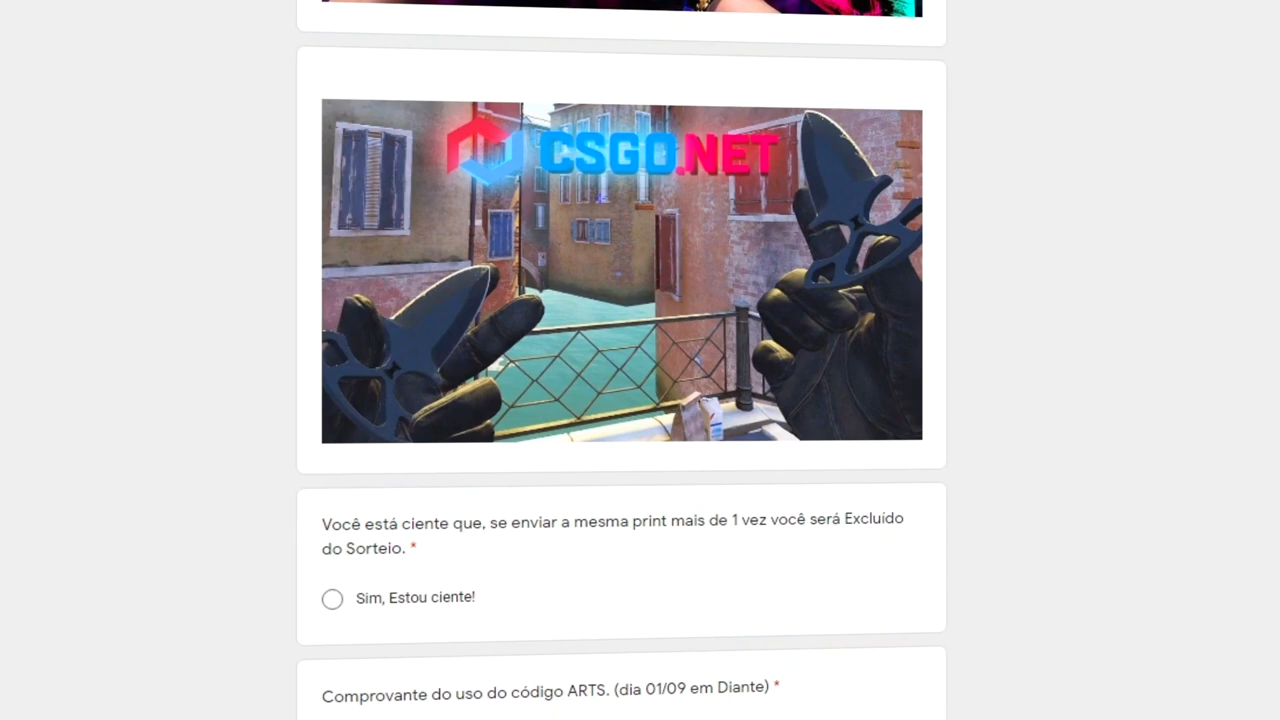 CSGO.NET
Você está ciente que, se enviar a mesma print mais de 1 vez você será Excluído
do Sorteio. *
Sim, Estou ciente!
Comprovante do uso do código ARTS. (dia 01/09 em Diante) *